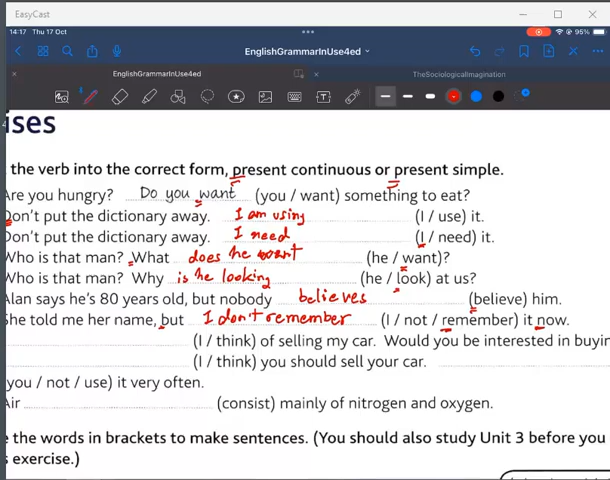 EasyCast
14:17 Thu 17 Oct
95%
EnglishGrammarInUse4ed
EnglishGrammarInUse4ed
TheSociologicalImagination
ises
t the verb into the correct form, present continuous or present simple.
Are you hungry? Do you want (you / want) something to eat?
Don't put the dictionary away. I am using (I / use) it.
Don't put the dictionary away. I need (I / need) it.
Who is that man? What does he want (he / want)?
Who is that man? Why is he looking (he / look) at us?
Alan says he's 80 years old, but nobody believes (believe) him.
She told me her name, but I don't remember (I / not / remember) it now.
(I / think) of selling my car. Would you be interested in buyin
(I / think) you should sell your car.
(you / not / use) it very often.
Air (consist) mainly of nitrogen and oxygen.
e the words in brackets to make sentences. (You should also study Unit 3 before you
s exercise.)